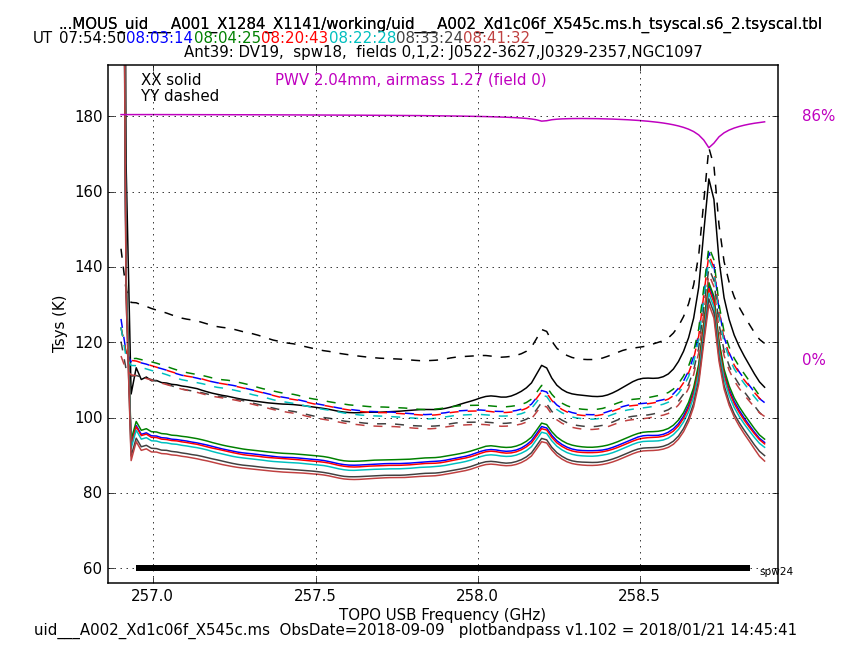 ...MOUS_uid___A001_X1284_X1141/working/uid___A002_Xd1c06f_X545c.ms.h_tsyscal.s6_2.tsyscal.tbl
UT 07:54:50 08:03:14 08:04:25 08:20:43 08:22:28 08:33:24 08:41:32
Ant39: DV19, spw18, fields 0,1,2: J0522-3627,J0329-2357,NGC1097
XX solid
PWV 2.04mm, airmass 1.27 (field 0)
YY dashed
86%
180
160
140
120
100
80
60
0%
Tsys (K)
spw24
257.0 257.5 258.0 258.5
TOPO USB Frequency (GHz)
uid___A002_Xd1c06f_X545c.ms ObsDate=2018-09-09 plotbandpass v1.102 = 2018/01/21 14:45:41